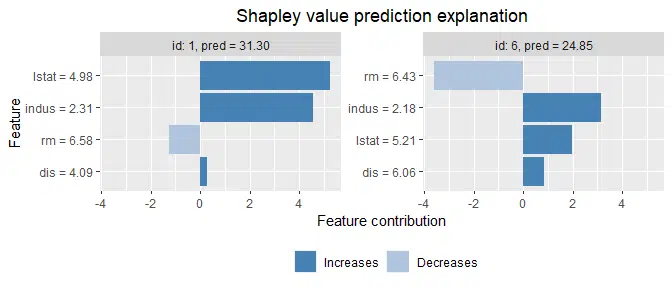 Shapley value prediction explanation
id: 1, pred = 31.30
id: 6, pred = 24.85
Feature
lstat = 4.98
indus = 2.31
rm = 6.58
dis = 4.09
rm = 6.43
indus = 2.18
lstat = 5.21
dis = 6.06
-4 -2 0 2 4
-4 -2 0 2 4
Feature contribution
Increases Decreases